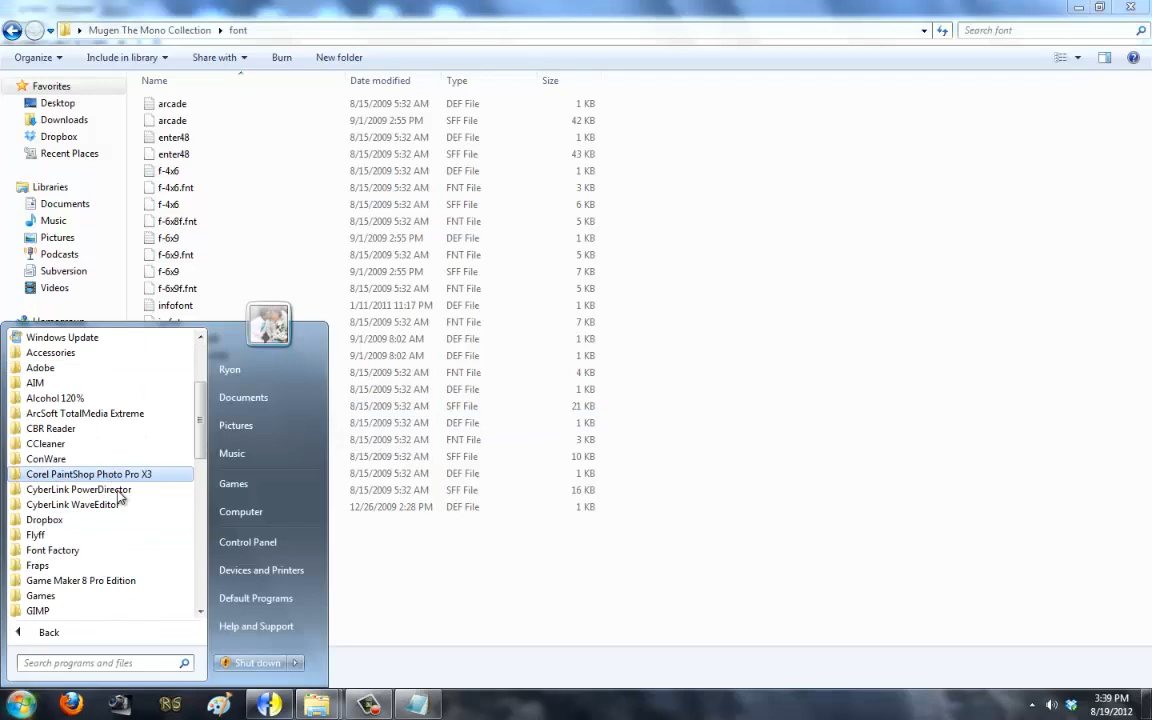 Mugen The Mono Collection
font
Search font
Organize
Include in library
Share with
Burn
New folder
Name
Date modified
Type
Size
Favorites
Desktop
Downloads
Dropbox
Recent Places
Libraries
Documents
Music
Pictures
Podcasts
Subversion
Videos
arcade 8/15/2009 5:32 AM DEF File 1 KB
arcade 9/1/2009 2:55 PM SFF File 42 KB
enter48 8/15/2009 5:32 AM DEF File 1 KB
enter48 8/15/2009 5:32 AM SFF File 43 KB
f-4x6 8/15/2009 5:32 AM DEF File 1 KB
f-4x6.fnt 8/15/2009 5:32 AM FNT File 3 KB
f-4x6 8/15/2009 5:32 AM SFF File 6 KB
f-6x8f.fnt 8/15/2009 5:32 AM FNT File 5 KB
f-6x9 9/1/2009 2:55 PM DEF File 1 KB
f-6x9.fnt 8/15/2009 5:32 AM FNT File 5 KB
f-6x9 9/1/2009 2:55 PM SFF File 7 KB
f-6x9f.fnt 8/15/2009 5:32 AM FNT File 5 KB
infofont 1/11/2011 11:17 PM DEF File 1 KB
8/15/2009 5:32 AM FNT File 7 KB
9/1/2009 8:02 AM DEF File 1 KB
9/1/2009 8:02 AM DEF File 1 KB
8/15/2009 5:32 AM FNT File 4 KB
8/15/2009 5:32 AM DEF File 1 KB
8/15/2009 5:32 AM SFF File 21 KB
8/15/2009 5:32 AM DEF File 1 KB
8/15/2009 5:32 AM FNT File 3 KB
8/15/2009 5:32 AM SFF File 10 KB
8/15/2009 5:32 AM DEF File 1 KB
8/15/2009 5:32 AM SFF File 16 KB
12/26/2009 2:28 PM DEF File 1 KB
Windows Update
Accessories
Adobe
AIM
Alcohol 120%
ArcSoft TotalMedia Extreme
CBR Reader
CCleaner
ConWare
Corel PaintShop Photo Pro X3
CyberLink PowerDirector
CyberLink WaveEditor
Dropbox
Flyff
Font Factory
Fraps
Game Maker 8 Pro Edition
Games
GIMP
Back
Search programs and files
Ryon
Documents
Pictures
Music
Games
Computer
Control Panel
Devices and Printers
Default Programs
Help and Support
Shut down
RS
3:39 PM
8/19/2012